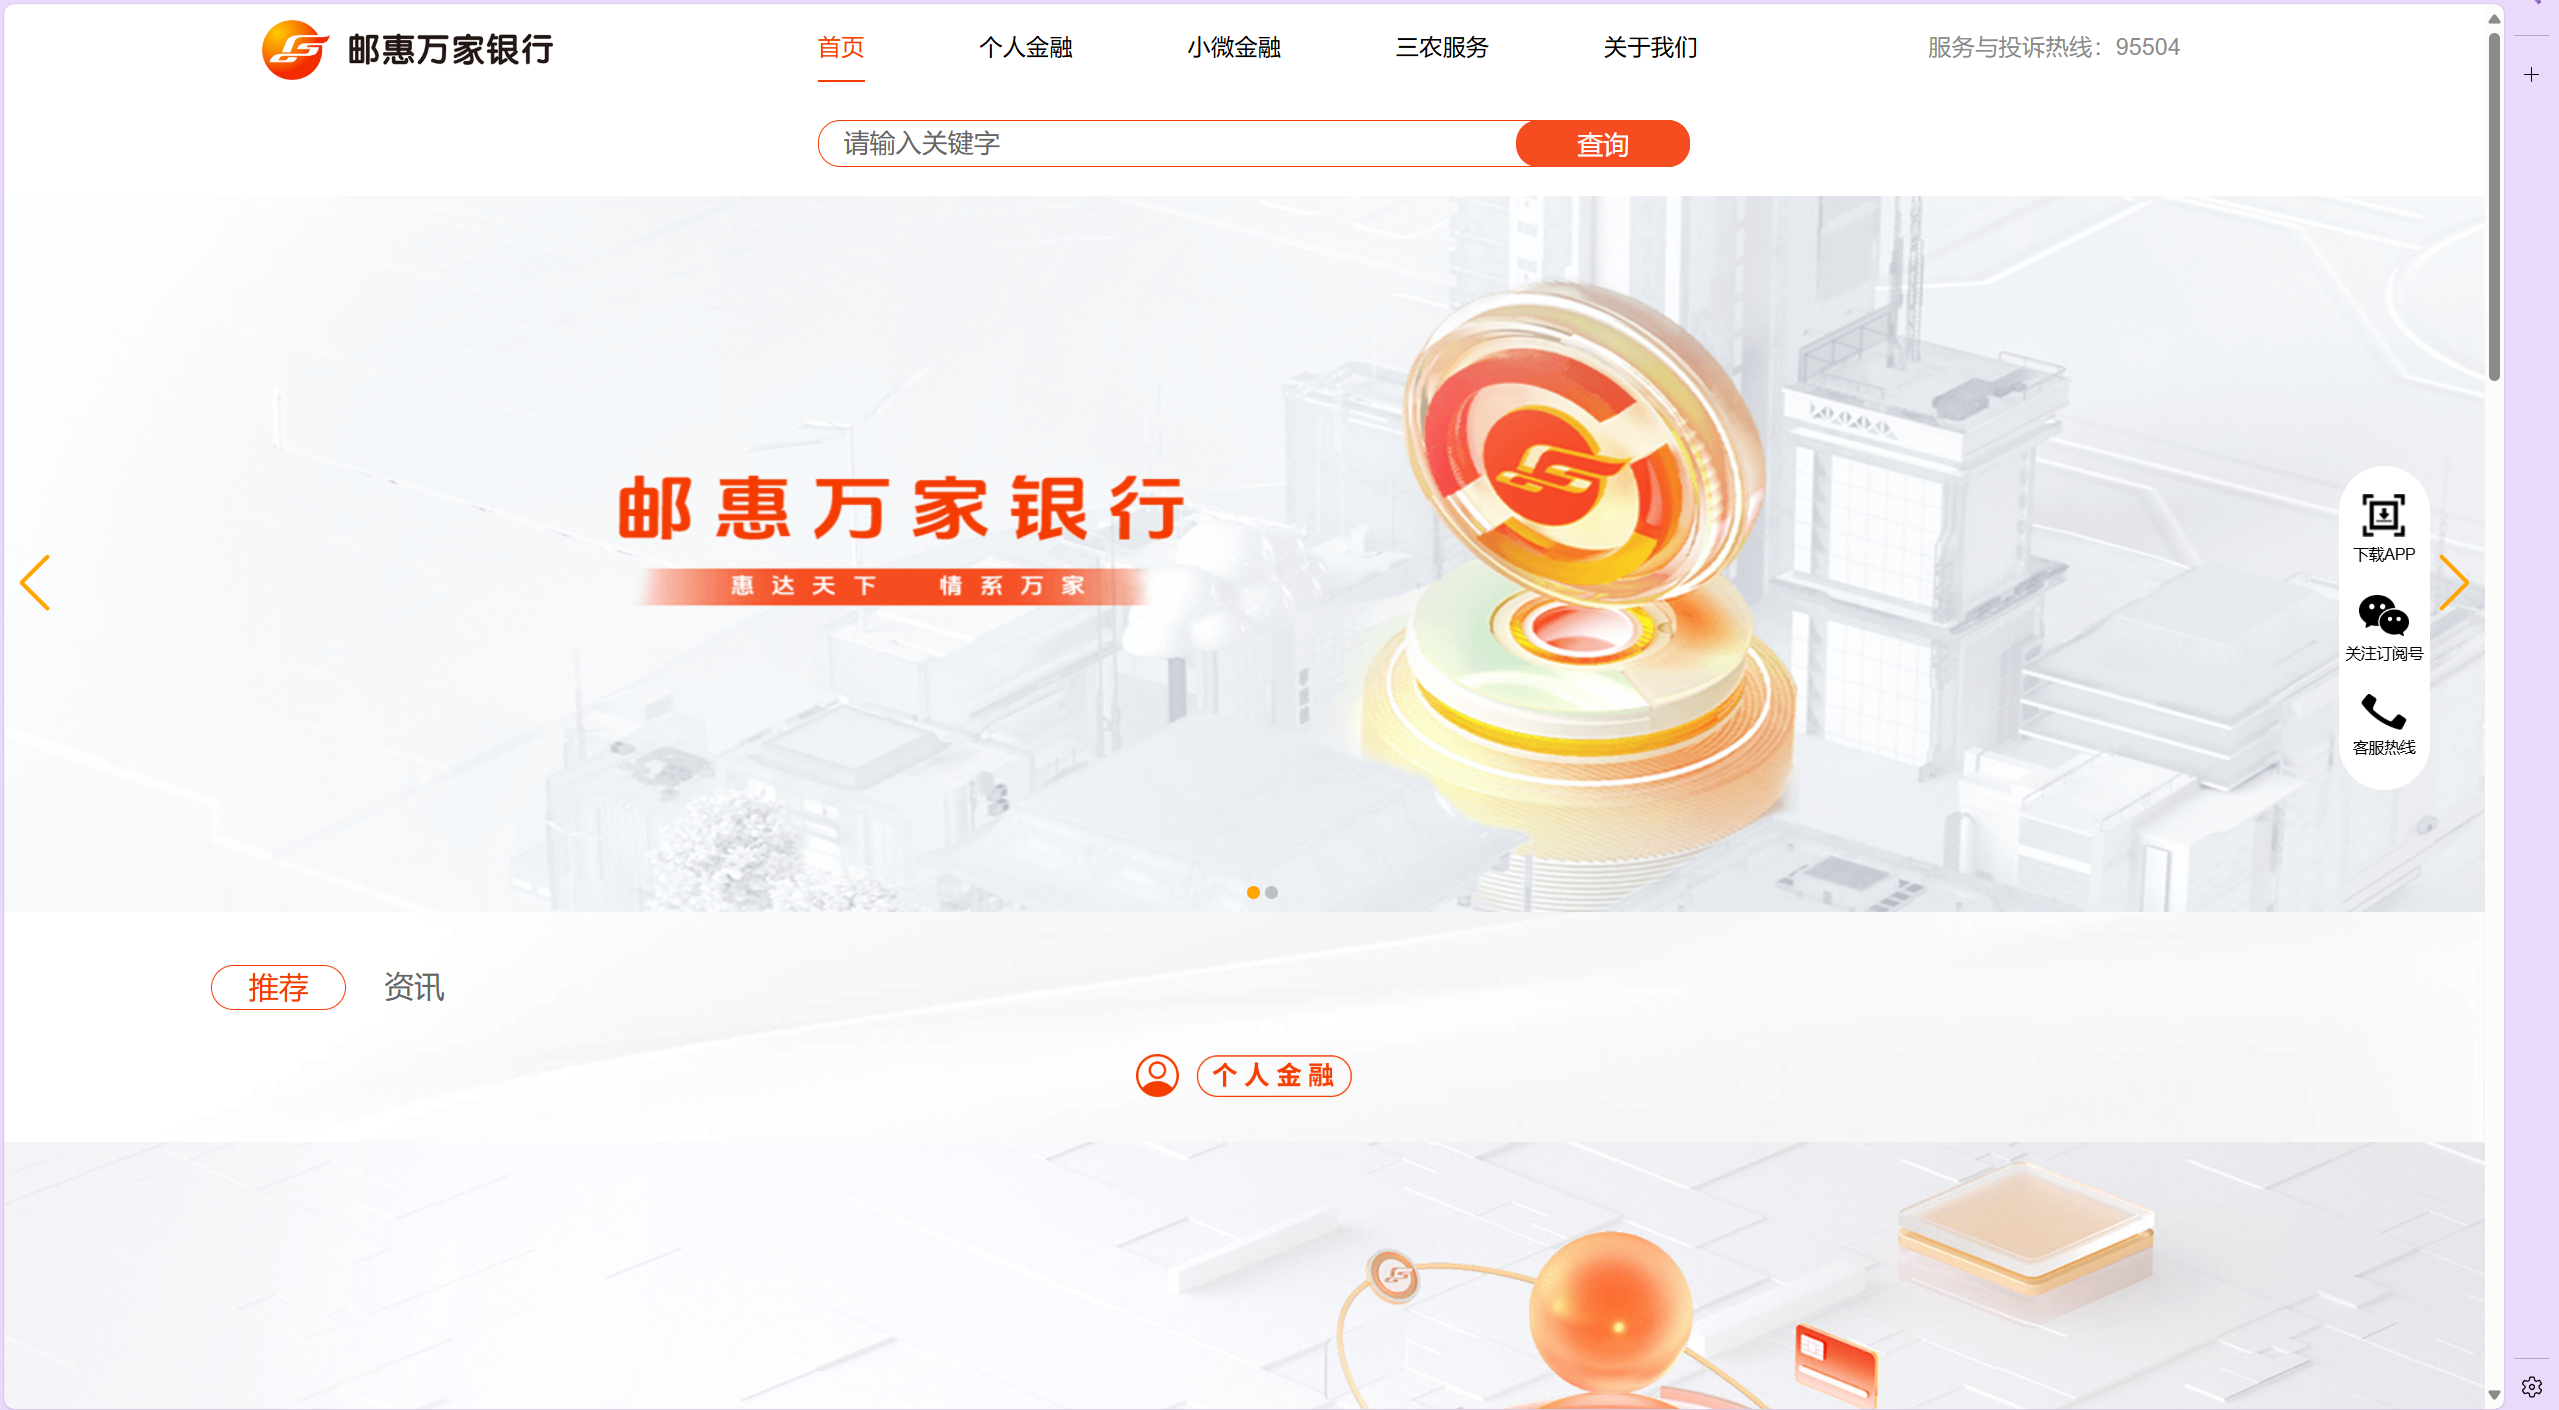 邮惠万家银行
首页 个人金融 小微金融 三农服务 关于我们 服务与投诉热线：95504
请输入关键字 查询
邮惠万家银行
惠达天下 情系万家
下载APP
关注订阅号
客服热线
推荐 资讯
个人金融